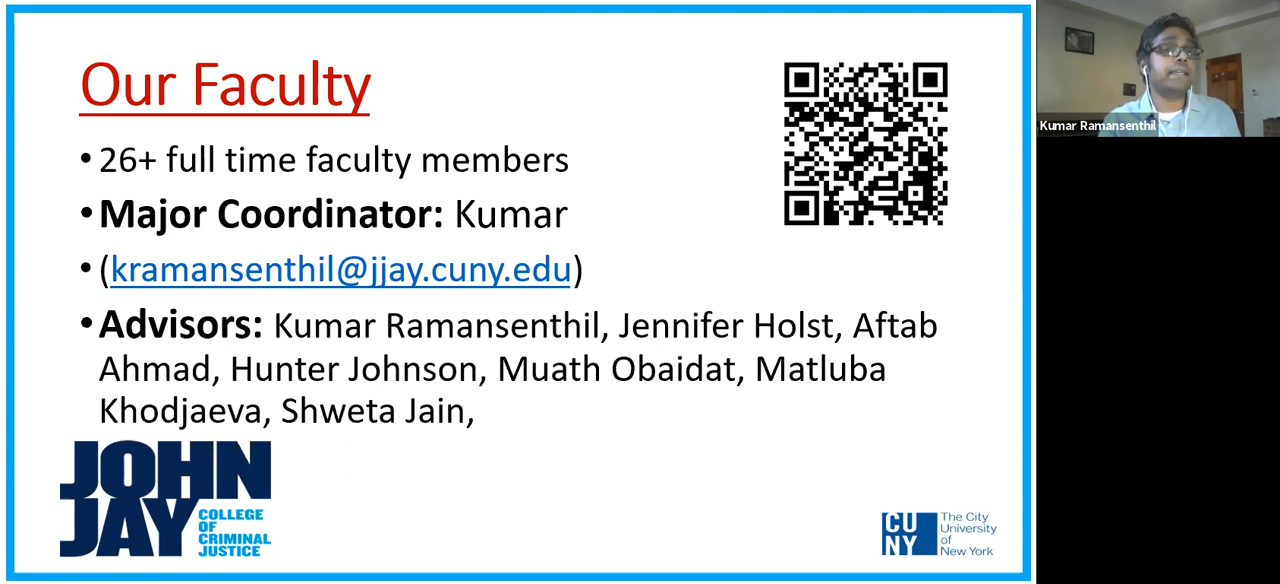 Our Faculty
• 26+ full time faculty members
• Major Coordinator: Kumar
• (kramansenthil@jjay.cuny.edu)
• Advisors: Kumar Ramansenthil, Jennifer Holst, Aftab
Ahmad, Hunter Johnson, Muath Obaidat, Matluba
Khodjaeva, Shweta Jain,
JOHN
JAY
COLLEGE
OF
CRIMINAL
JUSTICE
CU
NY
The City
University
of
New York
Kumar Ramansenthil